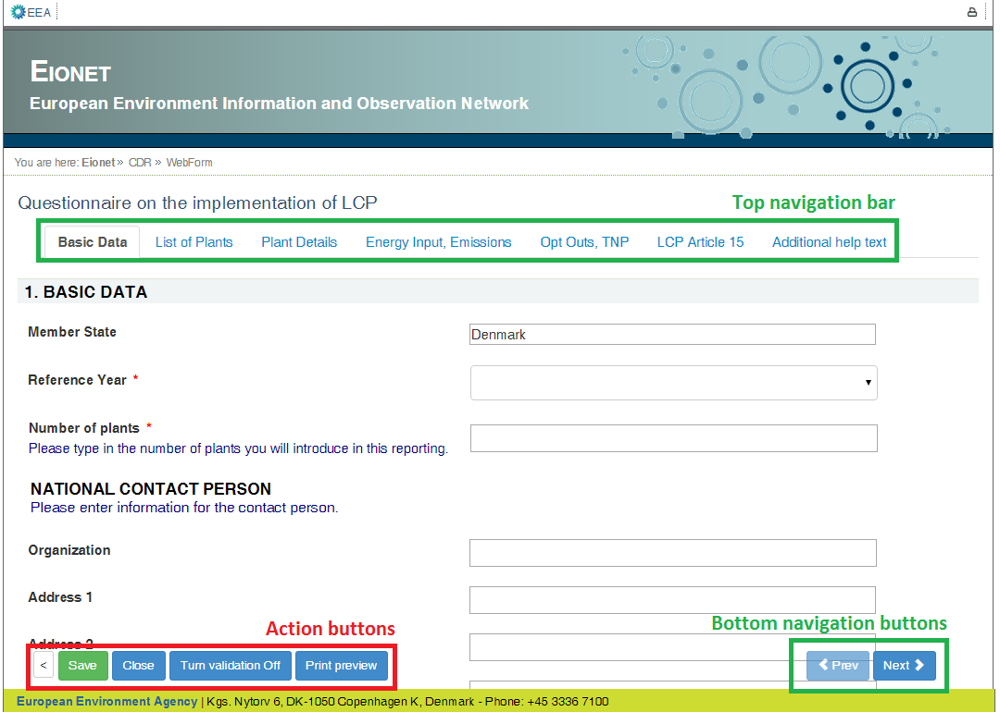 EEA
EIONET
European Environment Information and Observation Network
You are here: Eionet » CDR » WebForm
Questionnaire on the implementation of LCP
Top navigation bar
Basic Data List of Plants Plant Details Energy Input, Emissions Opt Outs, TNP LCP Article 15 Additional help text
1. BASIC DATA
Member State Denmark
Reference Year *
Number of plants *
Please type in the number of plants you will introduce in this reporting.
NATIONAL CONTACT PERSON
Please enter information for the contact person.
Organization
Address 1
Action buttons Bottom navigation buttons
Address 2
< Save Close Turn validation Off Print preview Prev Next
European Environment Agency | Kgs. Nytorv 6, DK-1050 Copenhagen K, Denmark - Phone: +45 3336 7100